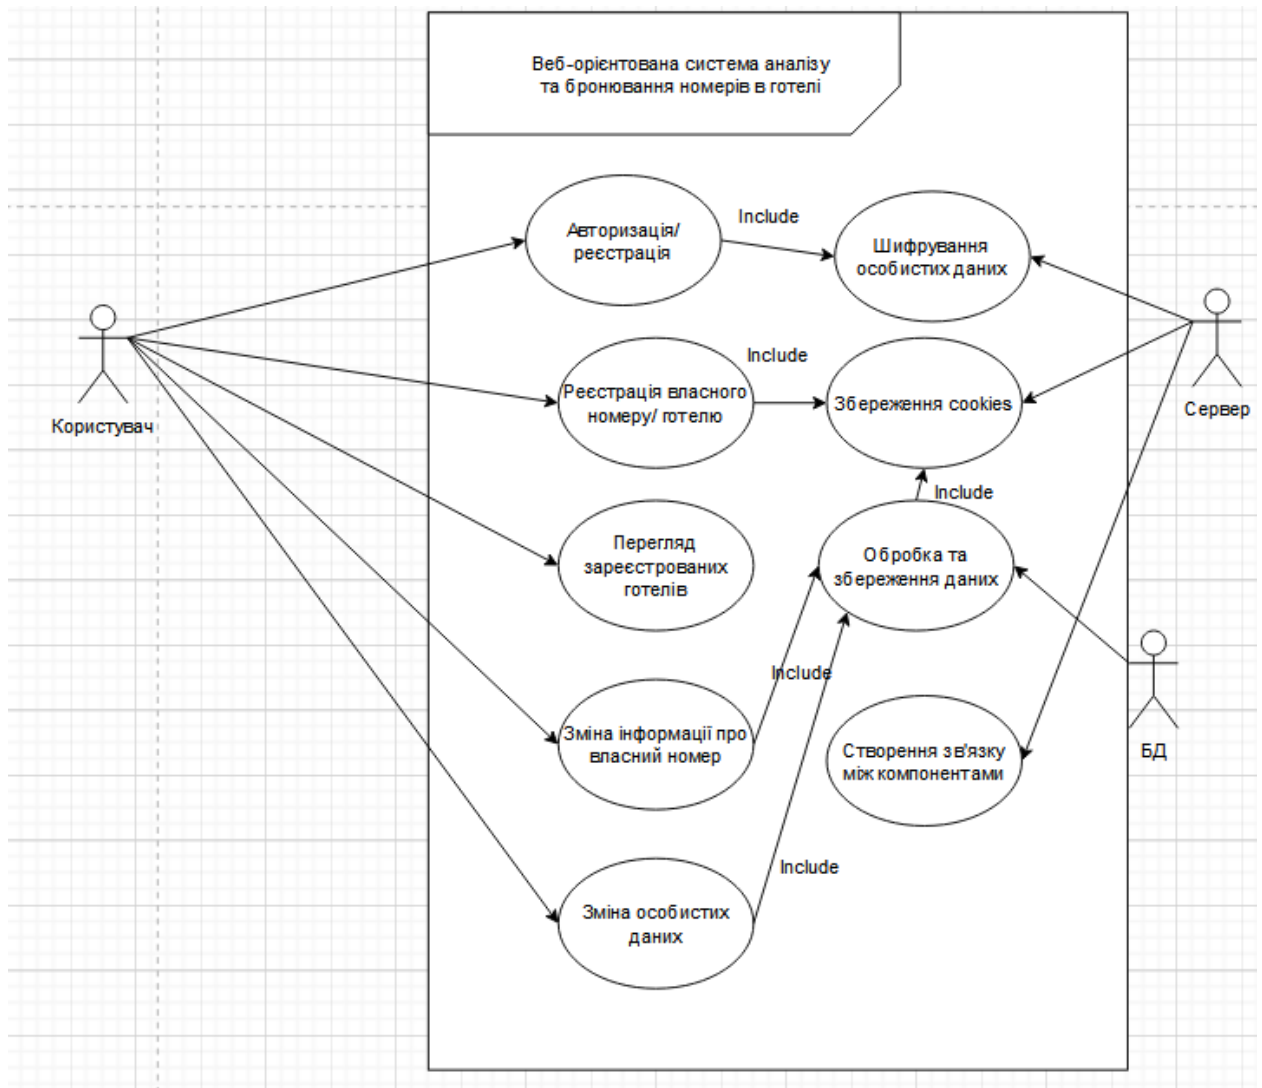 Веб-орієнтована система аналізу
та бронювання номерів в готелі
Авторизація/
реєстрація
Include
Шифрування
особистих даних
Користувач
Реєстрація власного
номеру/ готелю
Include
Збереження cookies
Сервер
Include
Перегляд
зареєстрованих
готелів
Обробка та
збереження даних
Include
Зміна інформації про
власний номер
Створення зв'язку
між компонентами
БД
Include
Зміна особистих
даних